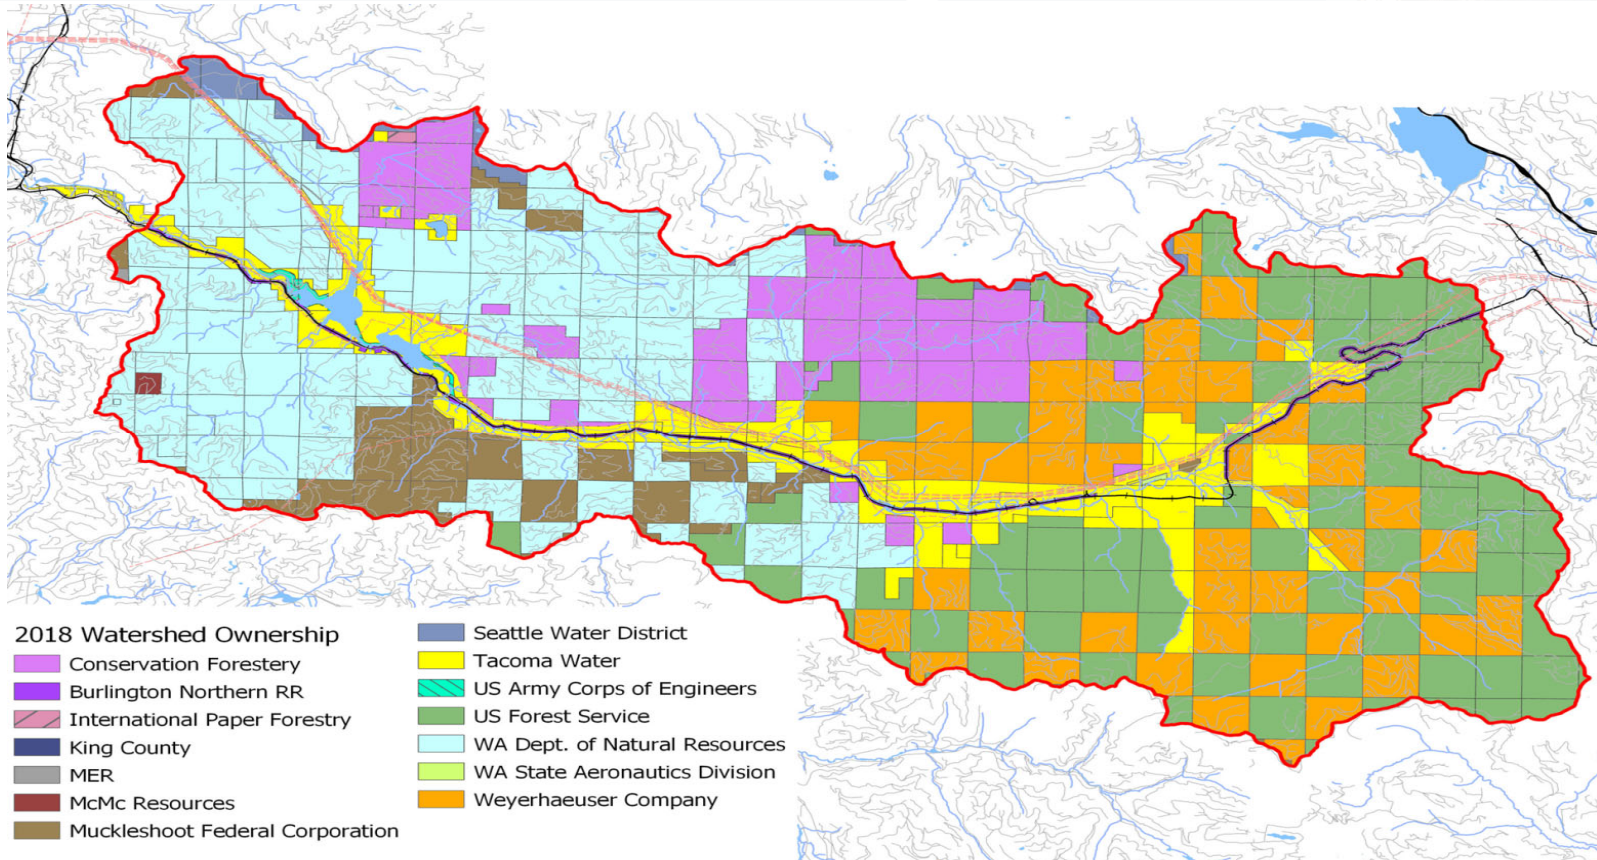 2018 Watershed Ownership
Conservation Forestery
Burlington Northern RR
International Paper Forestry
King County
MER
McMc Resources
Muckleshoot Federal Corporation
Seattle Water District
Tacoma Water
US Army Corps of Engineers
US Forest Service
WA Dept. of Natural Resources
WA State Aeronautics Division
Weyerhaeuser Company